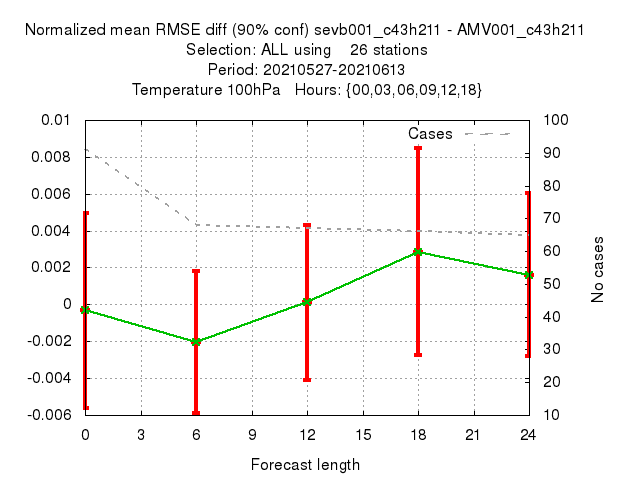 Normalized mean RMSE diff (90% conf) sevb001_c43h211 - AMV001_c43h211
Selection: ALL using 26 stations
Period: 20210527-20210613
Temperature 100hPa Hours: {00,03,06,09,12,18}
0.01
0.008
0.006
0.004
0.002
0
-0.002
-0.004
-0.006
Cases
100
90
80
70
60
50
40
30
20
10
No cases
0 3 6 9 12 15 18 21 24
Forecast length